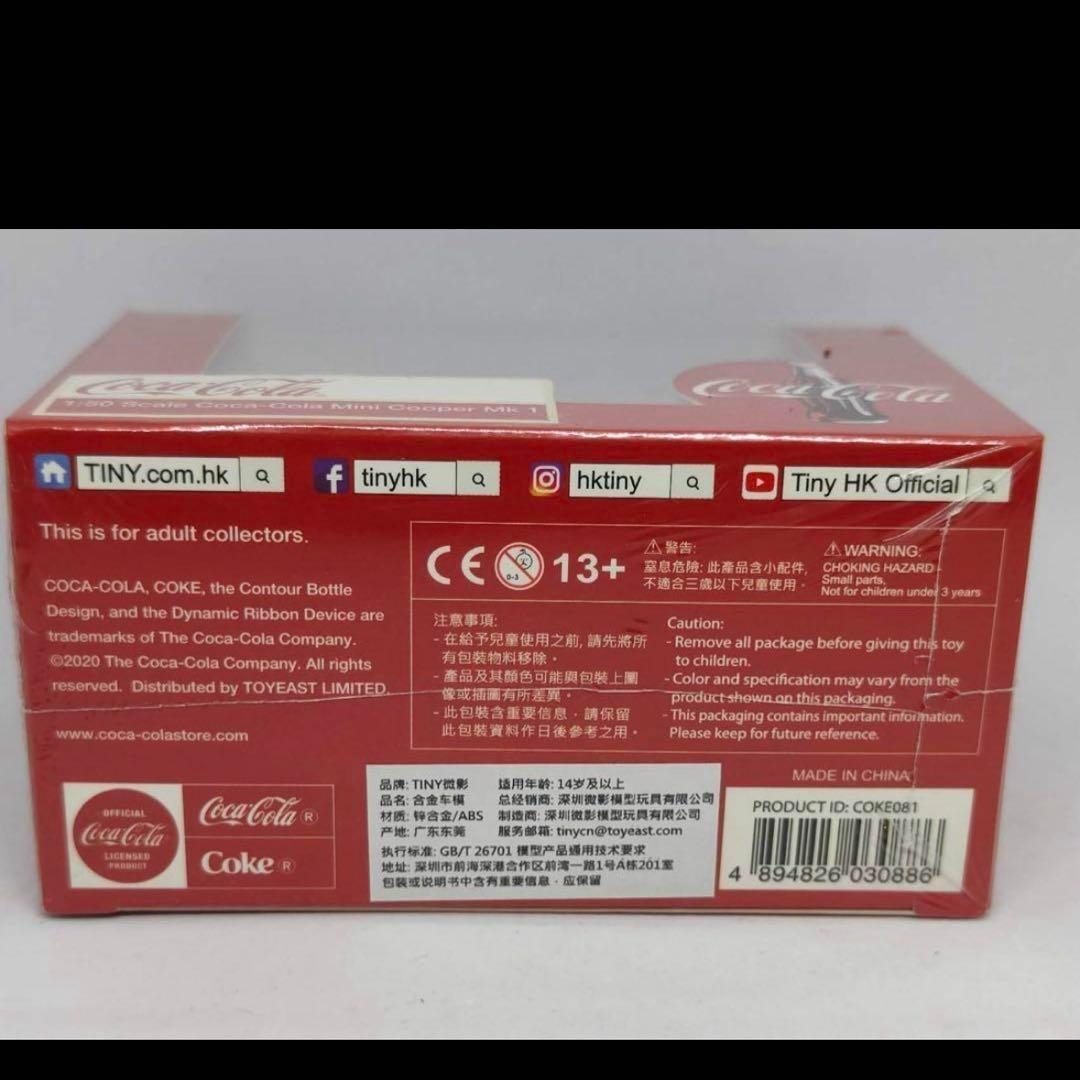 Coca-Cola
1:50 Scale Coca-Cola Mini Cooper Mk 1
Coca-Cola
TINY.com.hk
tinyhk
hktiny
Tiny HK Official
This is for adult collectors.
COCA-COLA, COKE, the Contour Bottle
Design, and the Dynamic Ribbon Device are
trademarks of The Coca-Cola Company.
©2020 The Coca-Cola Company. All rights
reserved. Distributed by TOYEAST LIMITED.
www.coca-colastore.com
CE 0-3 13+
警告:
窒息危險: 此產品含小配件,
不適合三歲以下兒童使用。
WARNING:
CHOKING HAZARD -
Small parts,
Not for children under 3 years
注意事項:
- 在給予兒童使用之前, 請先將所
有包裝物料移除。
- 產品及其顏色可能與包裝上圖
像或插圖有所差異。
- 此包裝含重要信息, 請保留
此包裝資料作日後參考之用。
Caution:
- Remove all package before giving this toy
to children.
- Color and specification may vary from the
product shown on this packaging.
- This packaging contains important information.
Please keep for future reference.
OFFICIAL
Coca-Cola
LICENSED
PRODUCT
Coca-Cola ®
Coke ®
品牌: TINY微影 适用年龄: 14岁及以上
品名: 合金车模 总经销商: 深圳微影模型玩具有限公司
材质: 锌合金/ABS 制造商: 深圳微影模型玩具有限公司
产地: 广东东莞 服务邮箱: tinycn@toyeast.com
执行标准: GB/T 26701 模型产品通用技术要求
地址: 深圳市前海深港合作区前湾一路1号A栋201室
包装或说明书中含有重要信息, 应保留
MADE IN CHINA
PRODUCT ID: COKE081
4 894826 030886